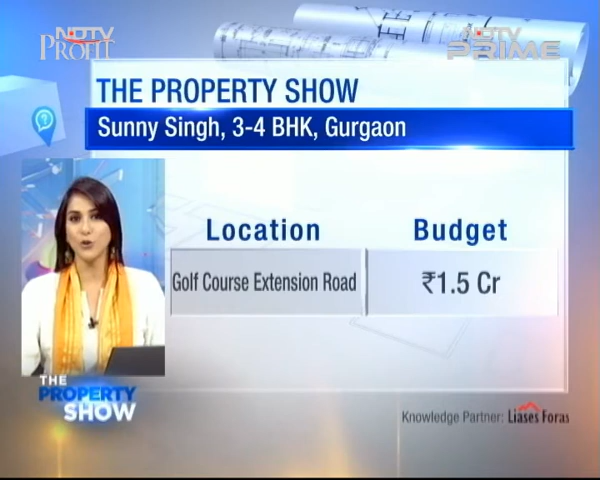 NDTV
PROFIT
NDTV
PRIME
THE PROPERTY SHOW
Sunny Singh, 3-4 BHK, Gurgaon
Location Budget
Golf Course Extension Road ₹1.5 Cr
THE
PROPERTY
SHOW
Knowledge Partner: Liases Foras